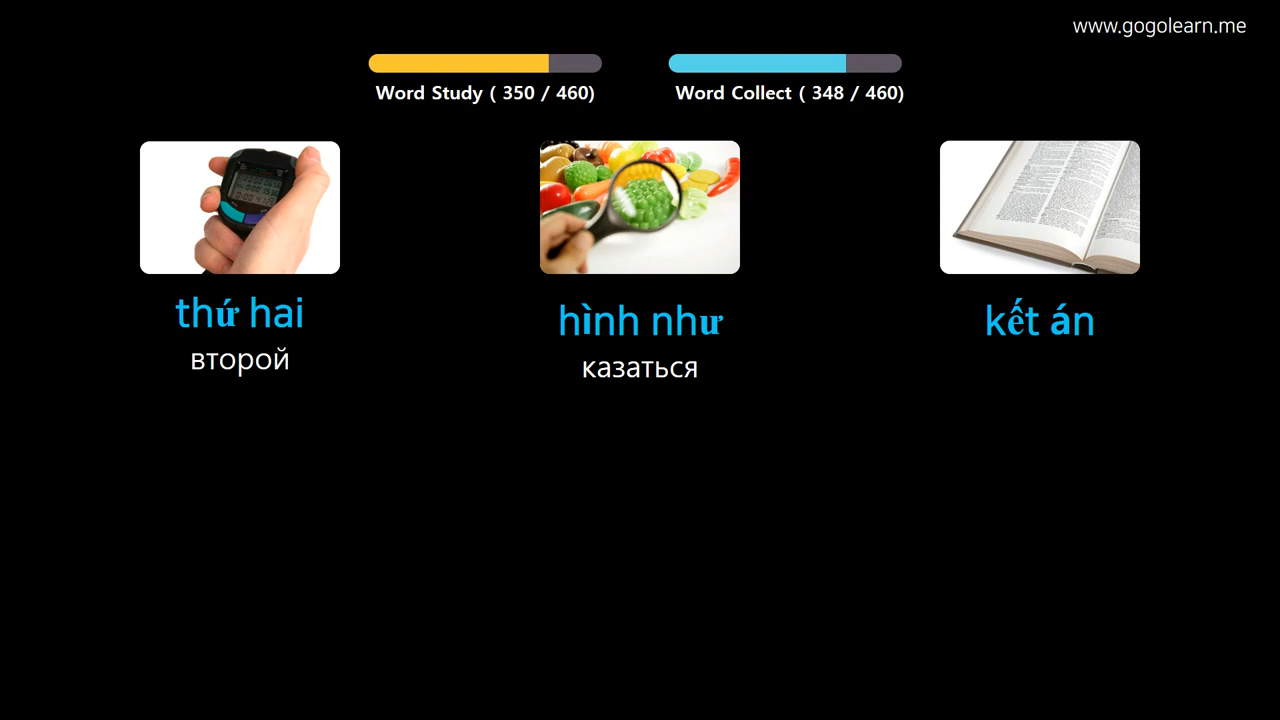 www.gogolearn.me
Word Study ( 350 / 460)
Word Collect ( 348 / 460)
thứ hai
второй
hình như
казаться
kết án